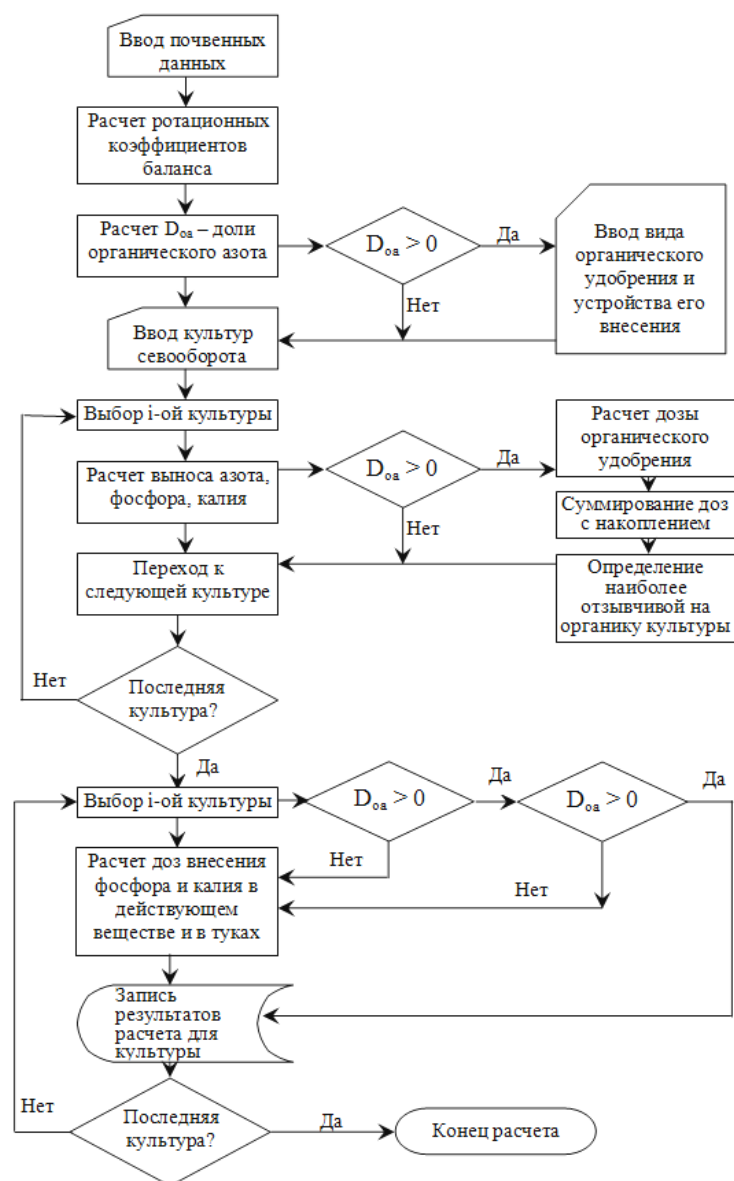 Ввод почвенных
данных
Расчет ротационных
коэффициентов
баланса
Расчет Dоа – доли
органического азота
Dоа > 0
Да
Нет
Ввод вида
органического
удобрения и
устройства его
внесения
Ввод культур
севооборота
Выбор i-ой культуры
Расчет выноса азота,
фосфора, калия
Dоа > 0
Да
Нет
Расчет дозы
органического
удобрения
Суммирование доз
с накоплением
Определение
наиболее
отзывчивой на
органику культуры
Переход к
следующей культуре
Последняя
культура?
Нет
Да
Выбор i-ой культуры
Dоа > 0
Да
Dоа > 0
Да
Нет
Нет
Расчет доз внесения
фосфора и калия в
действующем
веществе и в туках
Запись
результатов
расчета для
культуры
Последняя
культура?
Нет
Да
Конец расчета